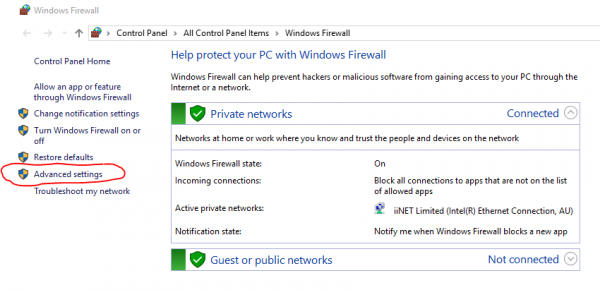 Windows Firewall
Control Panel > All Control Panel Items > Windows Firewall
Control Panel Home
Allow an app or feature
through Windows Firewall
Change notification settings
Turn Windows Firewall on or
off
Restore defaults
Advanced settings
Troubleshoot my network
Help protect your PC with Windows Firewall
Windows Firewall can help prevent hackers or malicious software from gaining access to your PC through the
Internet or a network.
Private networks Connected
Networks at home or work where you know and trust the people and devices on the network
Windows Firewall state: On
Incoming connections: Block all connections to apps that are not on the list
of allowed apps
Active private networks: iiNET Limited (Intel(R) Ethernet Connection, AU)
Notification state: Notify me when Windows Firewall blocks a new app
Guest or public networks Not connected